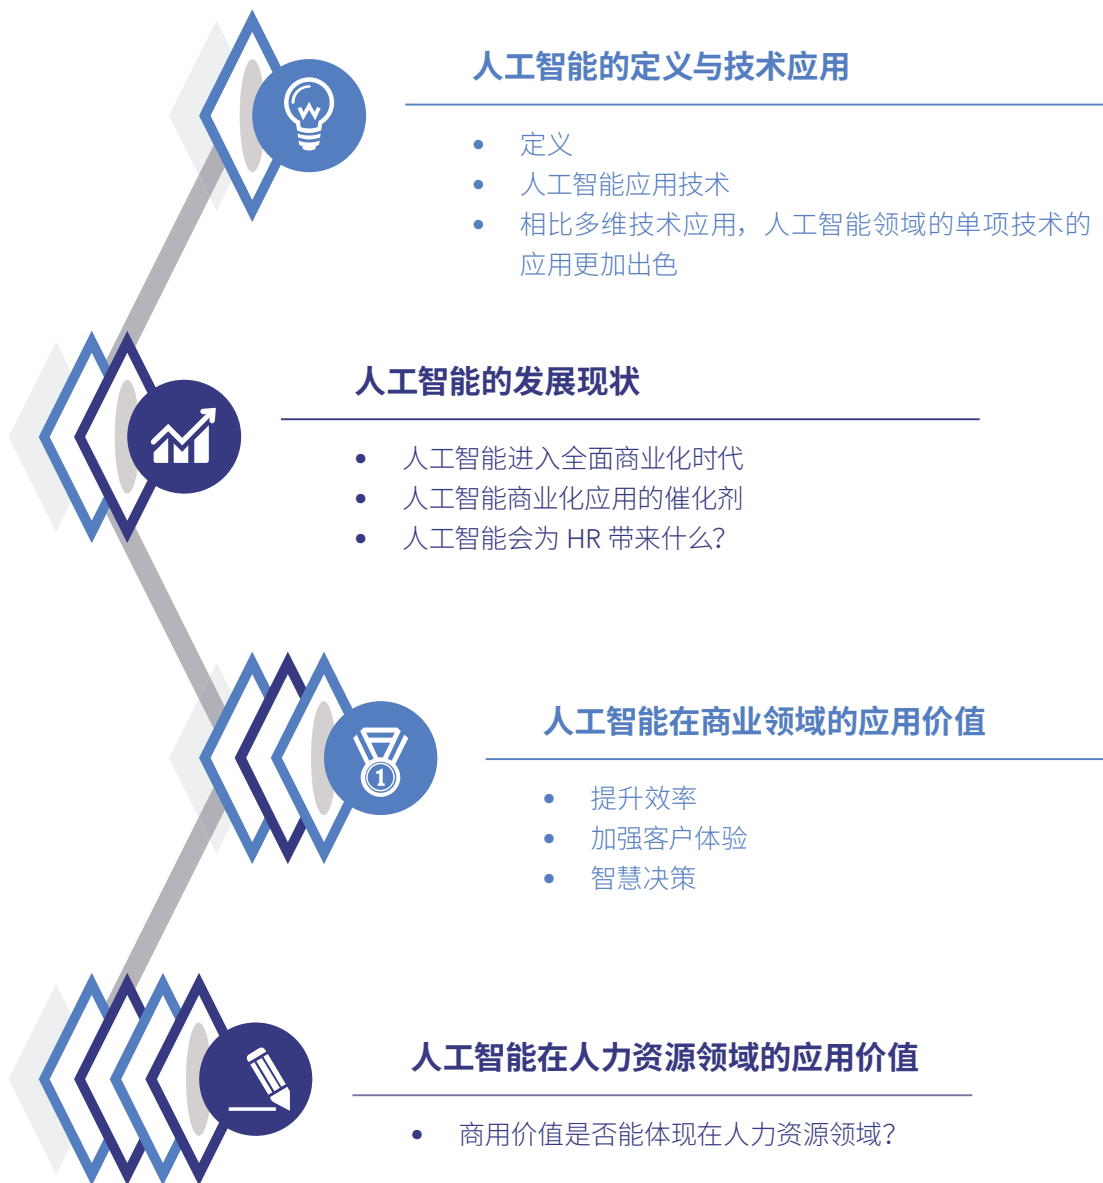 人工智能的定义与技术应用
• 定义
• 人工智能应用技术
• 相比多维技术应用，人工智能领域的单项技术的
应用更加出色
人工智能的发展现状
• 人工智能进入全面商业化时代
• 人工智能商业化应用的催化剂
• 人工智能会为 HR 带来什么？
人工智能在商业领域的应用价值
1
• 提升效率
• 加强客户体验
• 智慧决策
人工智能在人力资源领域的应用价值
• 商用价值是否能体现在人力资源领域？